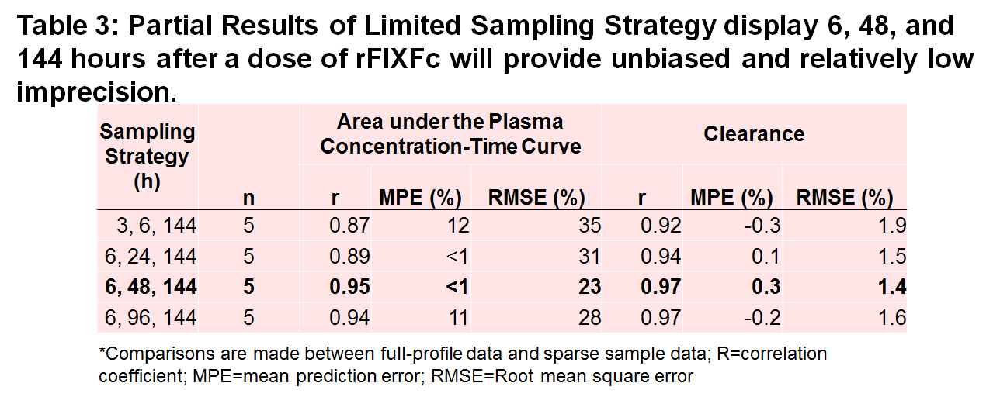 Table 3: Partial Results of Limited Sampling Strategy display 6, 48, and
144 hours after a dose of rFIXFc will provide unbiased and relatively low
imprecision.
Sampling Strategy (h) n Area under the Plasma Concentration-Time Curve Clearance
r MPE (%) RMSE (%) r MPE (%) RMSE (%)
3, 6, 144 5 0.87 12 35 0.92 -0.3 1.9
6, 24, 144 5 0.89 <1 31 0.94 0.1 1.5
6, 48, 144 5 0.95 <1 23 0.97 0.3 1.4
6, 96, 144 5 0.94 11 28 0.97 -0.2 1.6
*Comparisons are made between full-profile data and sparse sample data; R=correlation
coefficient; MPE=mean prediction error; RMSE=Root mean square error